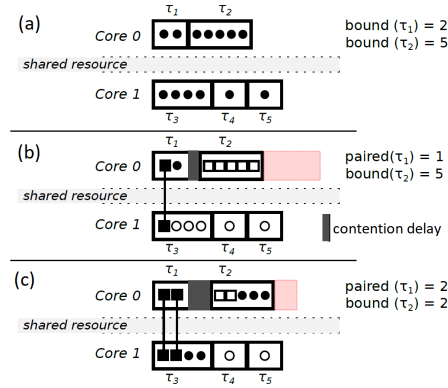 (a)
τ1 τ2
Core 0
bound (τ1) = 2
bound (τ2) = 5
shared resource
Core 1
τ3 τ4 τ5
(b)
τ1 τ2
Core 0
paired(τ1) = 1
bound(τ2) = 5
shared resource
Core 1
contention delay
τ3 τ4 τ5
(c)
τ1 τ2
Core 0
paired (τ1) = 2
bound (τ2) = 2
shared resource
Core 1
τ3 τ4 τ5